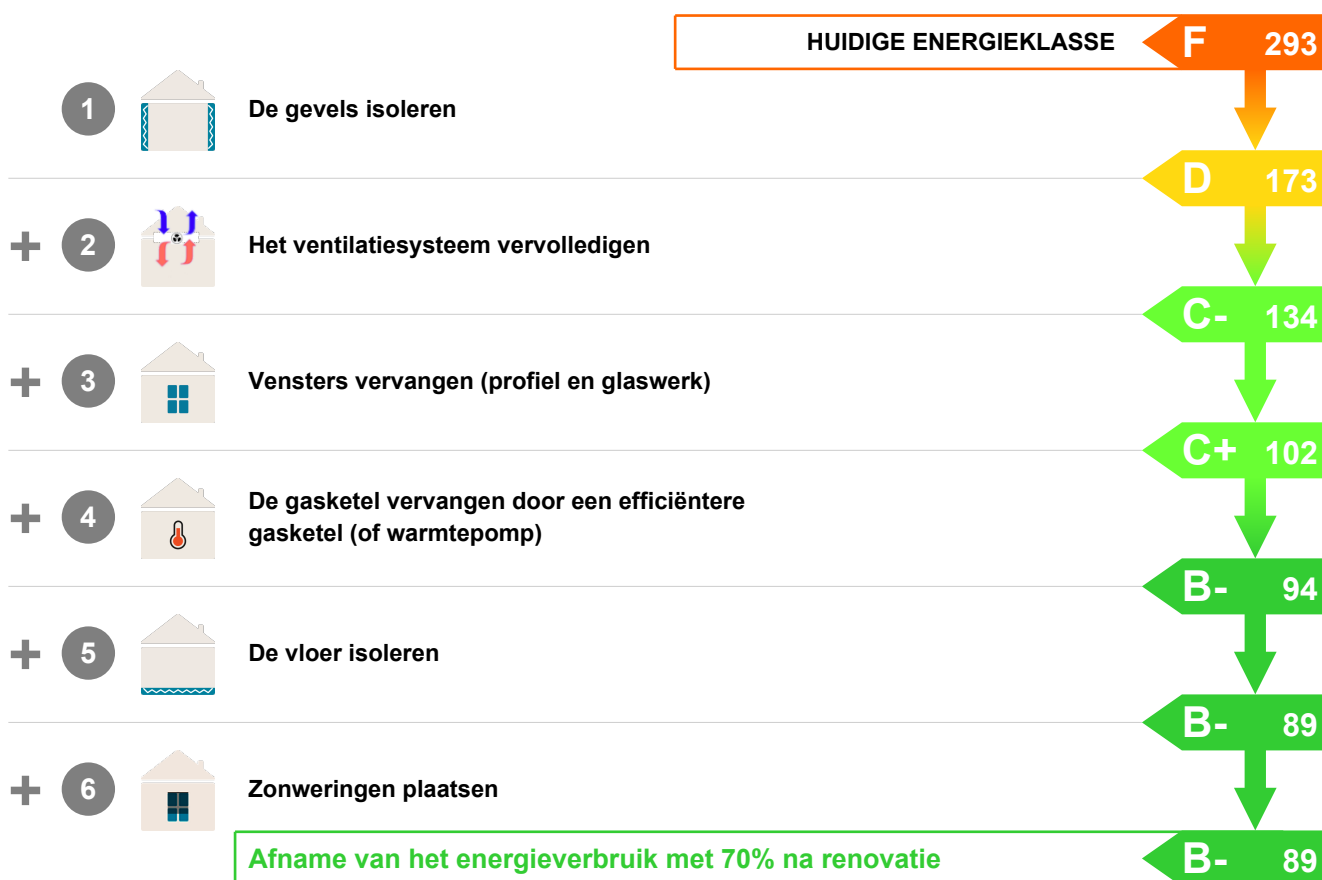 HUIDIGE ENERGIEKLASSE F 293
1 De gevels isoleren
D 173
+ 2 Het ventilatiesysteem vervolledigen
C- 134
+ 3 Vensters vervangen (profiel en glaswerk)
C+ 102
+ 4 De gasketel vervangen door een efficiëntere
gasketel (of warmtepomp)
B- 94
+ 5 De vloer isoleren
B- 89
+ 6 Zonweringen plaatsen
Afname van het energieverbruik met 70% na renovatie B- 89